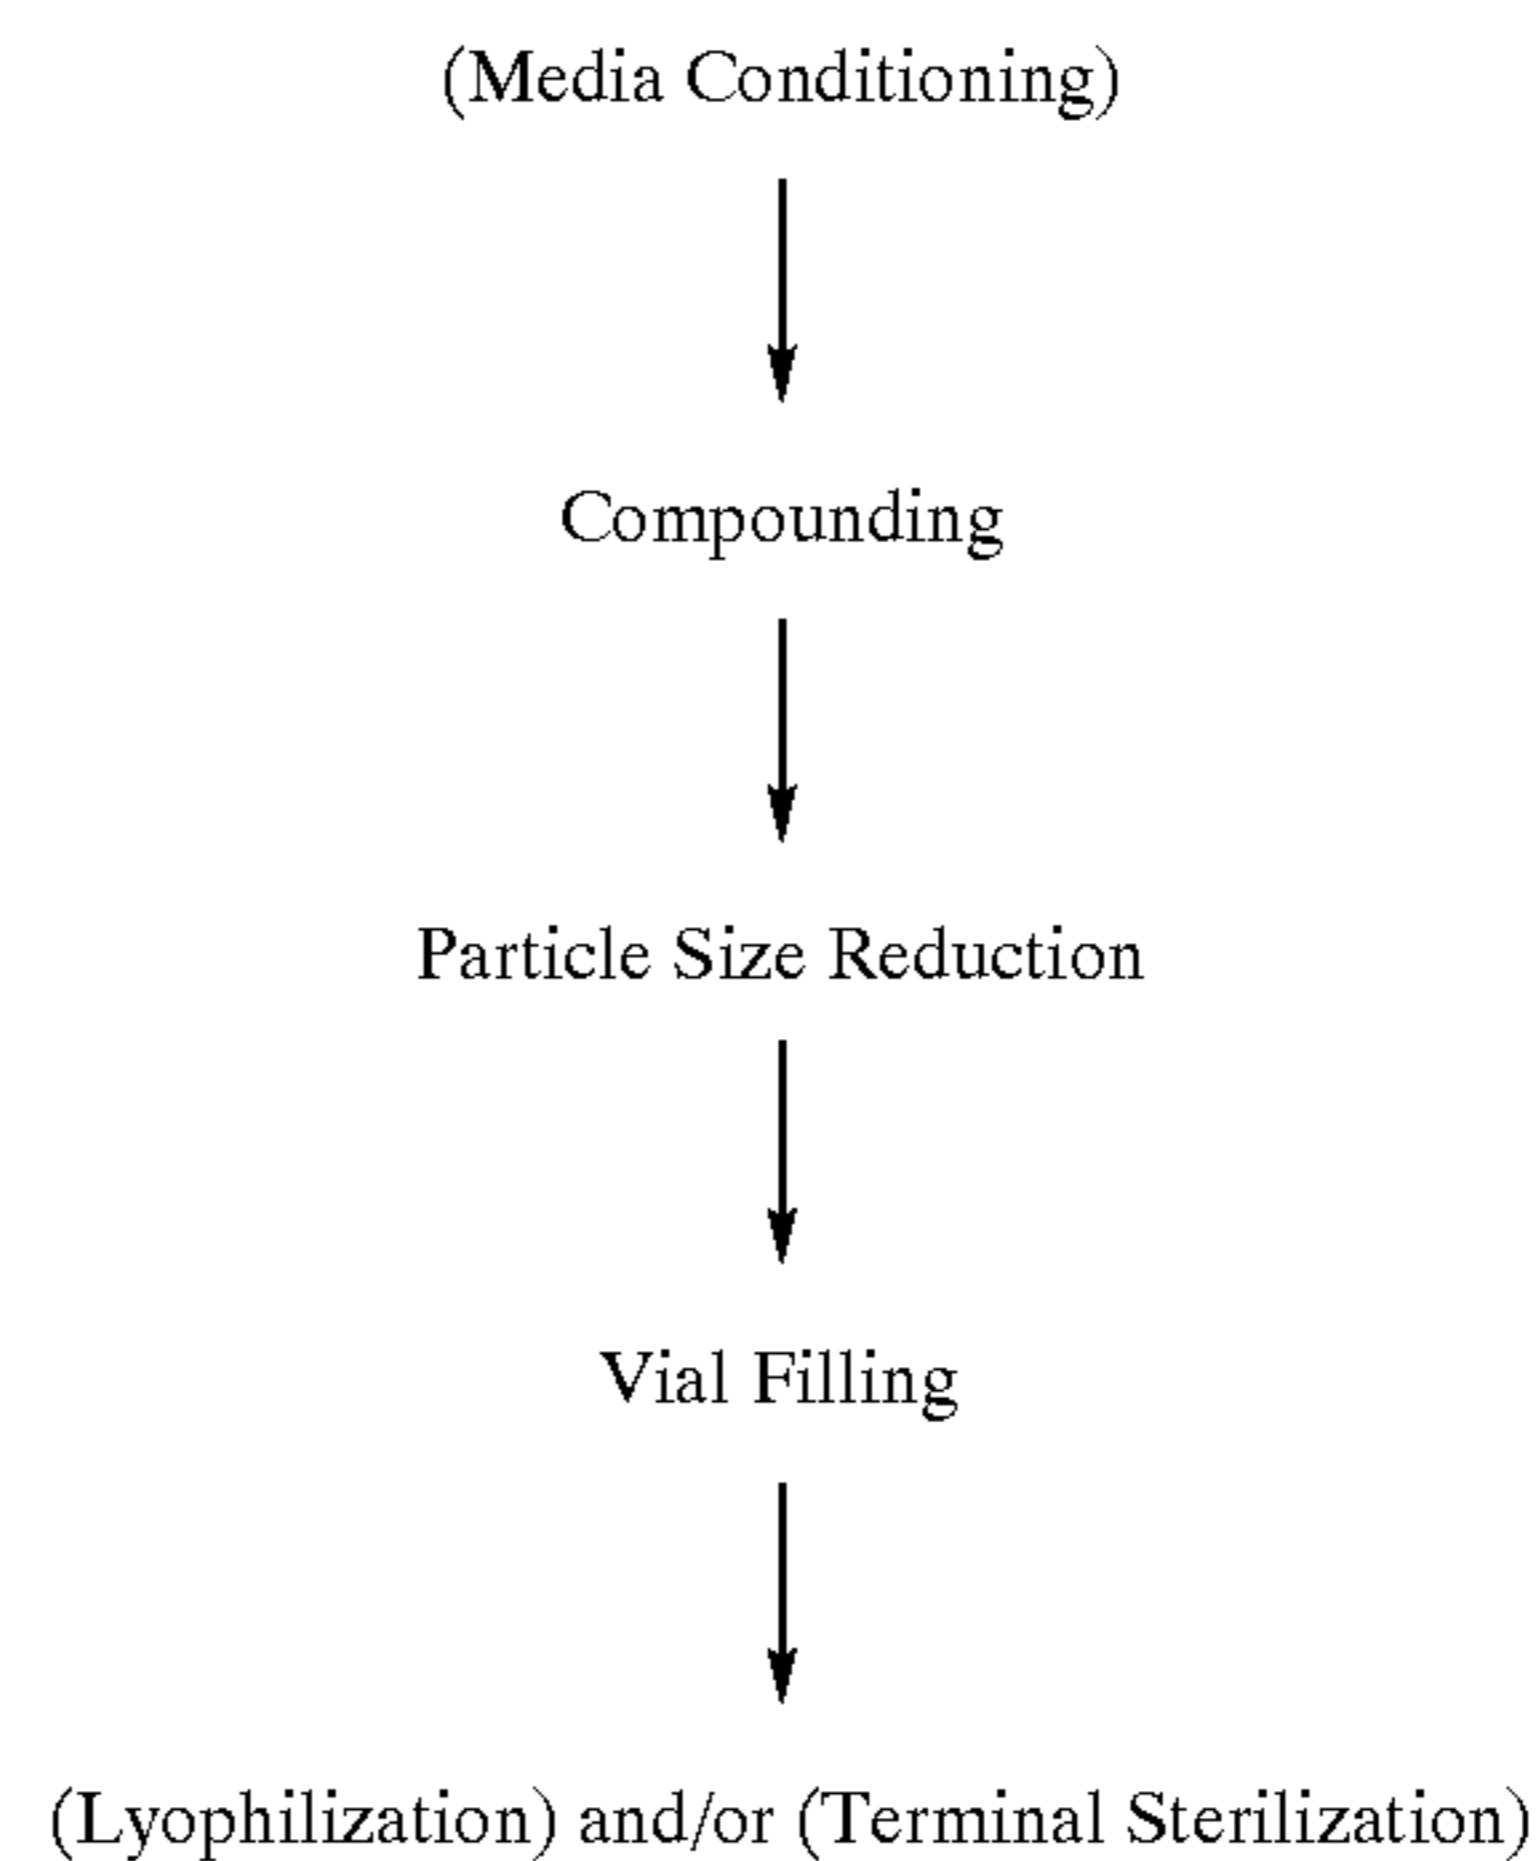 (Media Conditioning)
Compounding
Particle Size Reduction
Vial Filling
(Lyophilization) and/or (Terminal Sterilization)